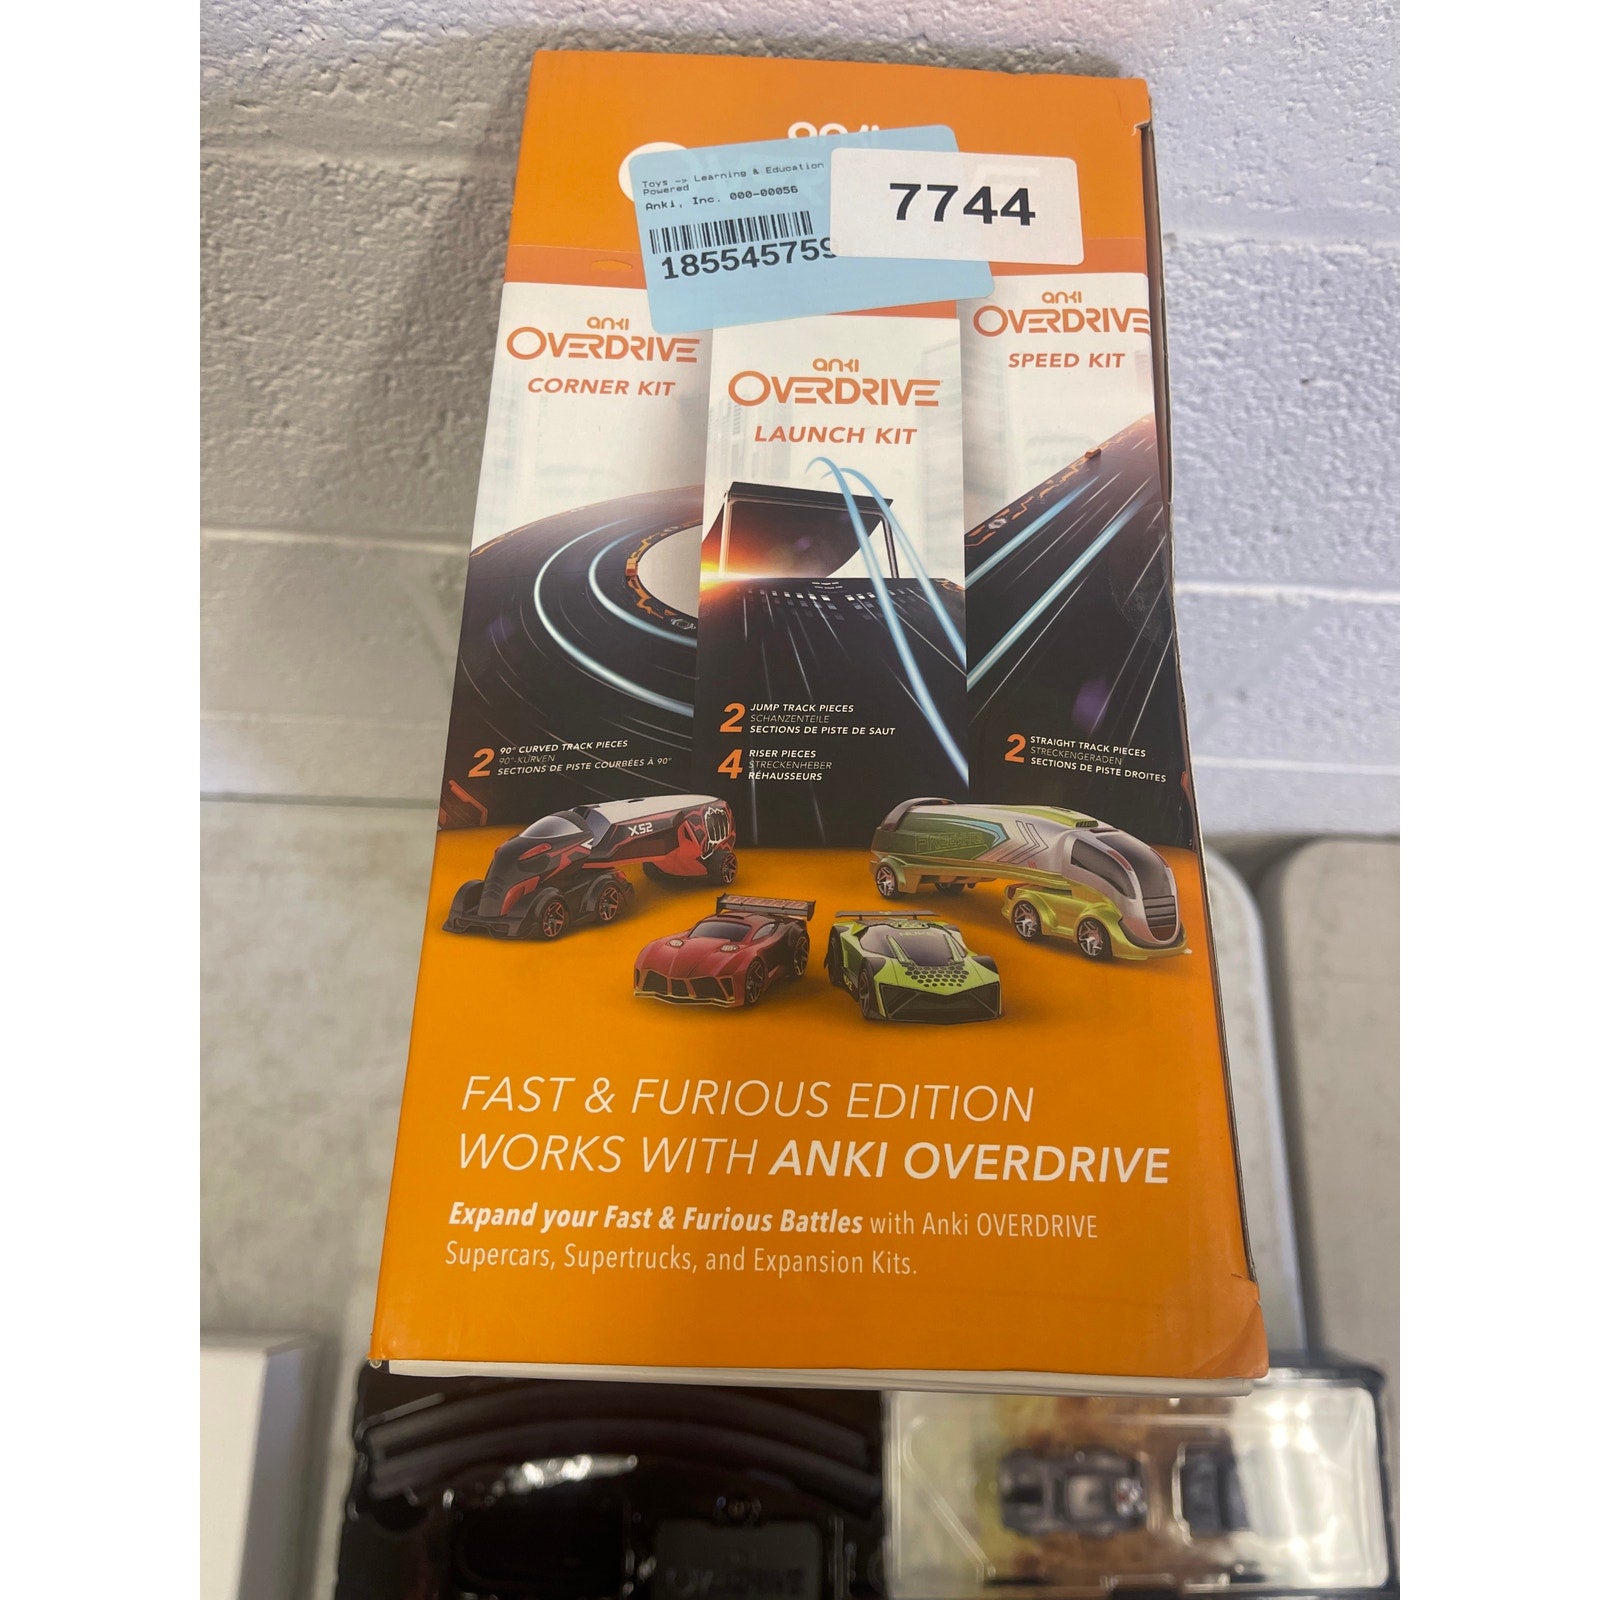 anki
Toys -> Learning & Education
Powered
Anki, Inc. 000-00056
185545759
7744
anki
OVERDRIVE
CORNER KIT
anki
OVERDRIVE
LAUNCH KIT
anki
OVERDRIVE
SPEED KIT
2 90° CURVED TRACK PIECES
90°-KURVEN
SECTIONS DE PISTE COURBÉES À 90°
2 JUMP TRACK PIECES
SCHANZENTEILE
SECTIONS DE PISTE DE SAUT
4 RISER PIECES
STRECKENHEBER
RÉHAUSSEURS
2 STRAIGHT TRACK PIECES
STRECKENGERADEN
SECTIONS DE PISTE DROITES
X52
FAST & FURIOUS EDITION
WORKS WITH ANKI OVERDRIVE
Expand your Fast & Furious Battles with Anki OVERDRIVE
Supercars, Supertrucks, and Expansion Kits.